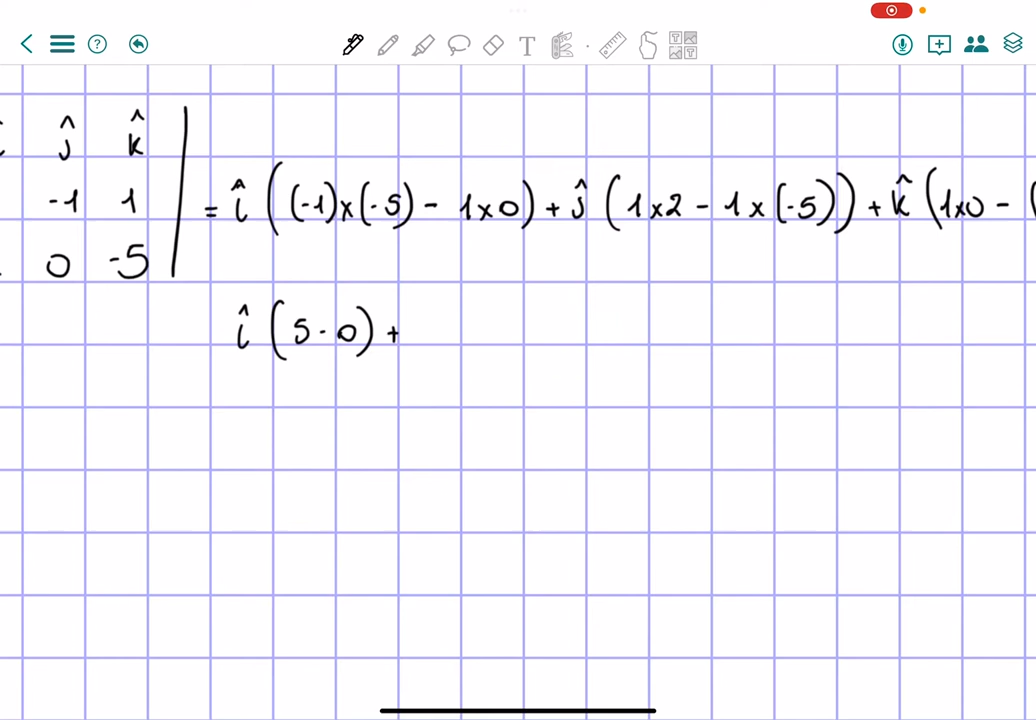 ĵ k̂
-1 1 = î ((-1)x(-5) - 1x0) + ĵ (1x2 - 1x(-5)) + k̂ (1x0 - (
0 -5
î (5-0) +